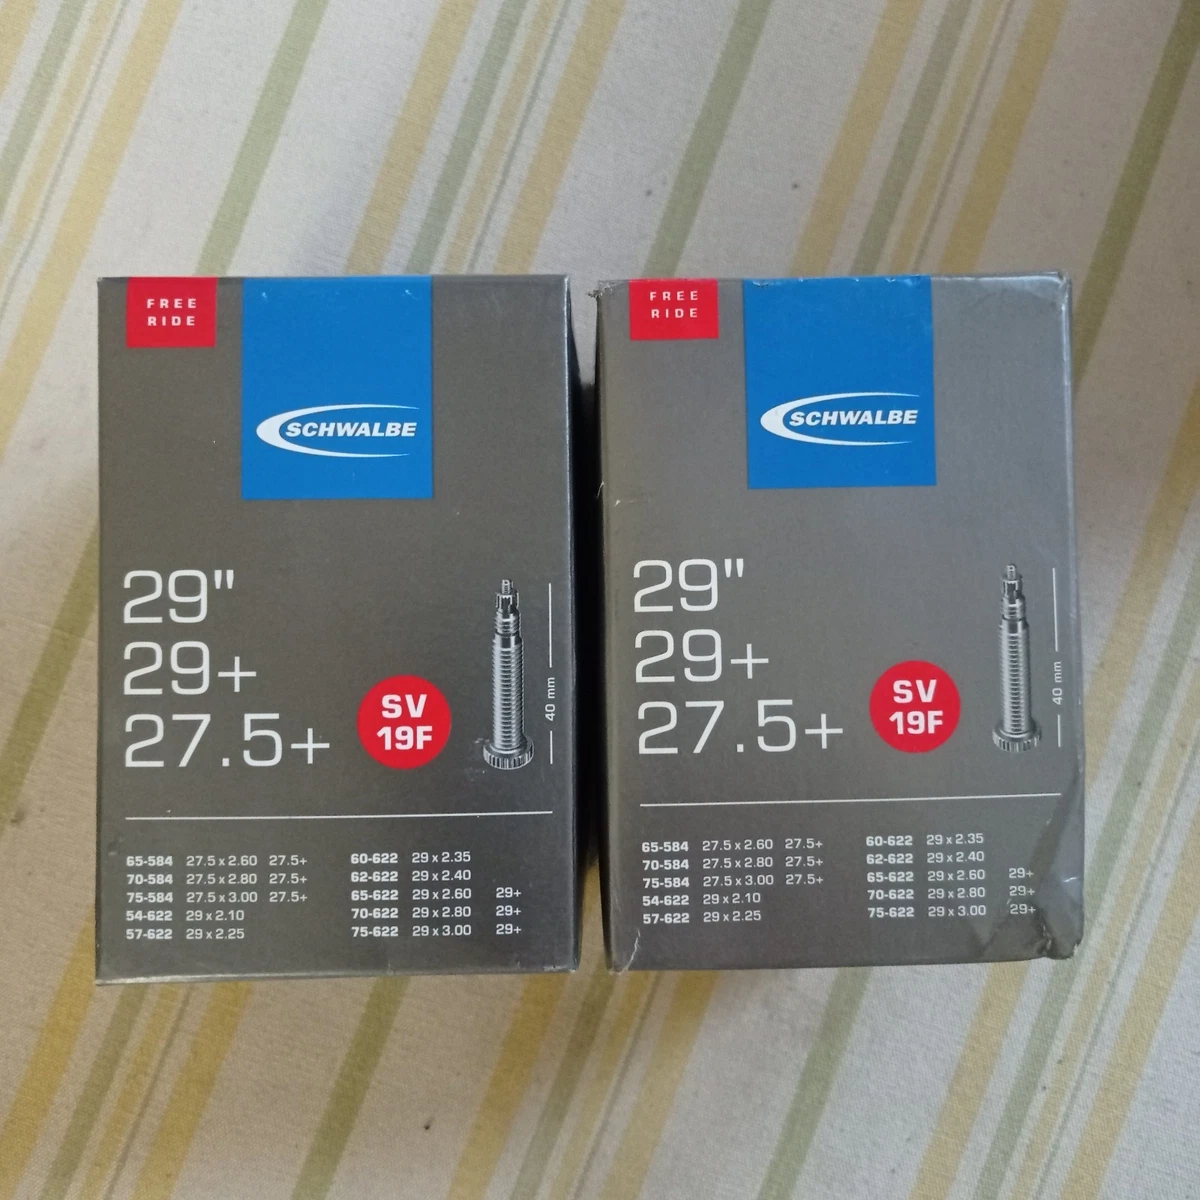 FREE
RIDE
SCHWALBE
29"
29+
27.5+
SV
19F
40 mm
65-584 27.5 x 2.60 27.5+
70-584 27.5 x 2.80 27.5+
75-584 27.5 x 3.00 27.5+
54-622 29 x 2.10
57-622 29 x 2.25
60-622 29 x 2.35
62-622 29 x 2.40
65-622 29 x 2.60 29+
70-622 29 x 2.80 29+
75-622 29 x 3.00 29+
FREE
RIDE
SCHWALBE
29"
29+
27.5+
SV
19F
40 mm
65-584 27.5 x 2.60 27.5+
70-584 27.5 x 2.80 27.5+
75-584 27.5 x 3.00 27.5+
54-622 29 x 2.10
57-622 29 x 2.25
60-622 29 x 2.35
62-622 29 x 2.40
65-622 29 x 2.60 29+
70-622 29 x 2.80 29+
75-622 29 x 3.00 29+